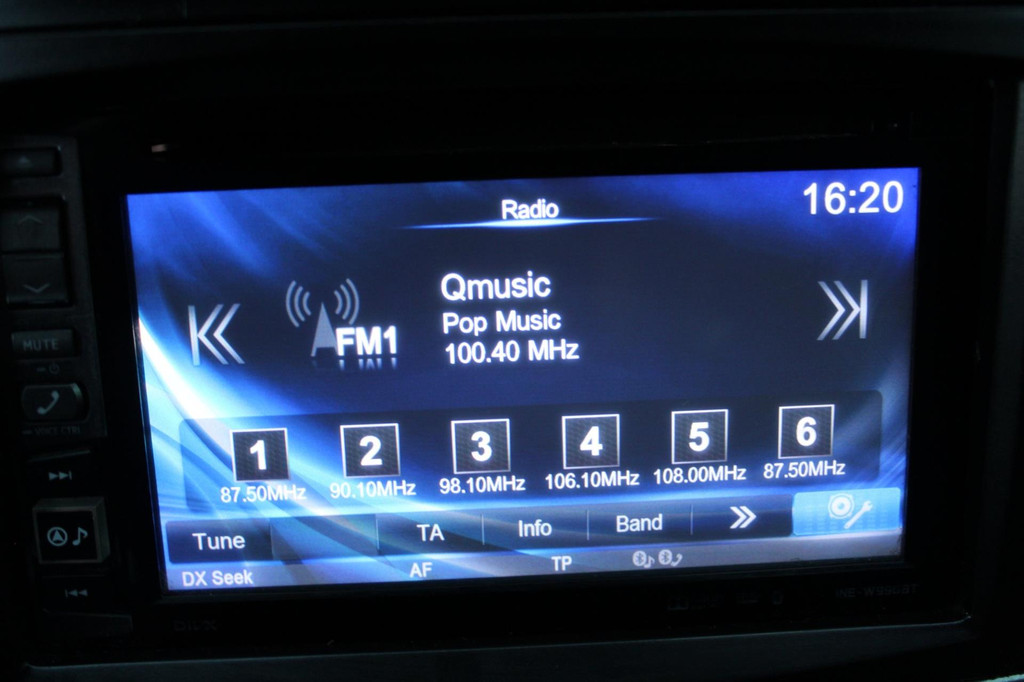 Radio
16:20
Qmusic
Pop Music
FM1
100.40 MHz
MUTE
1 2 3 4 5 6
87.50MHz 90.10MHz 98.10MHz 106.10MHz 108.00MHz 87.50MHz
Tune TA Info Band
DX Seek AF TP